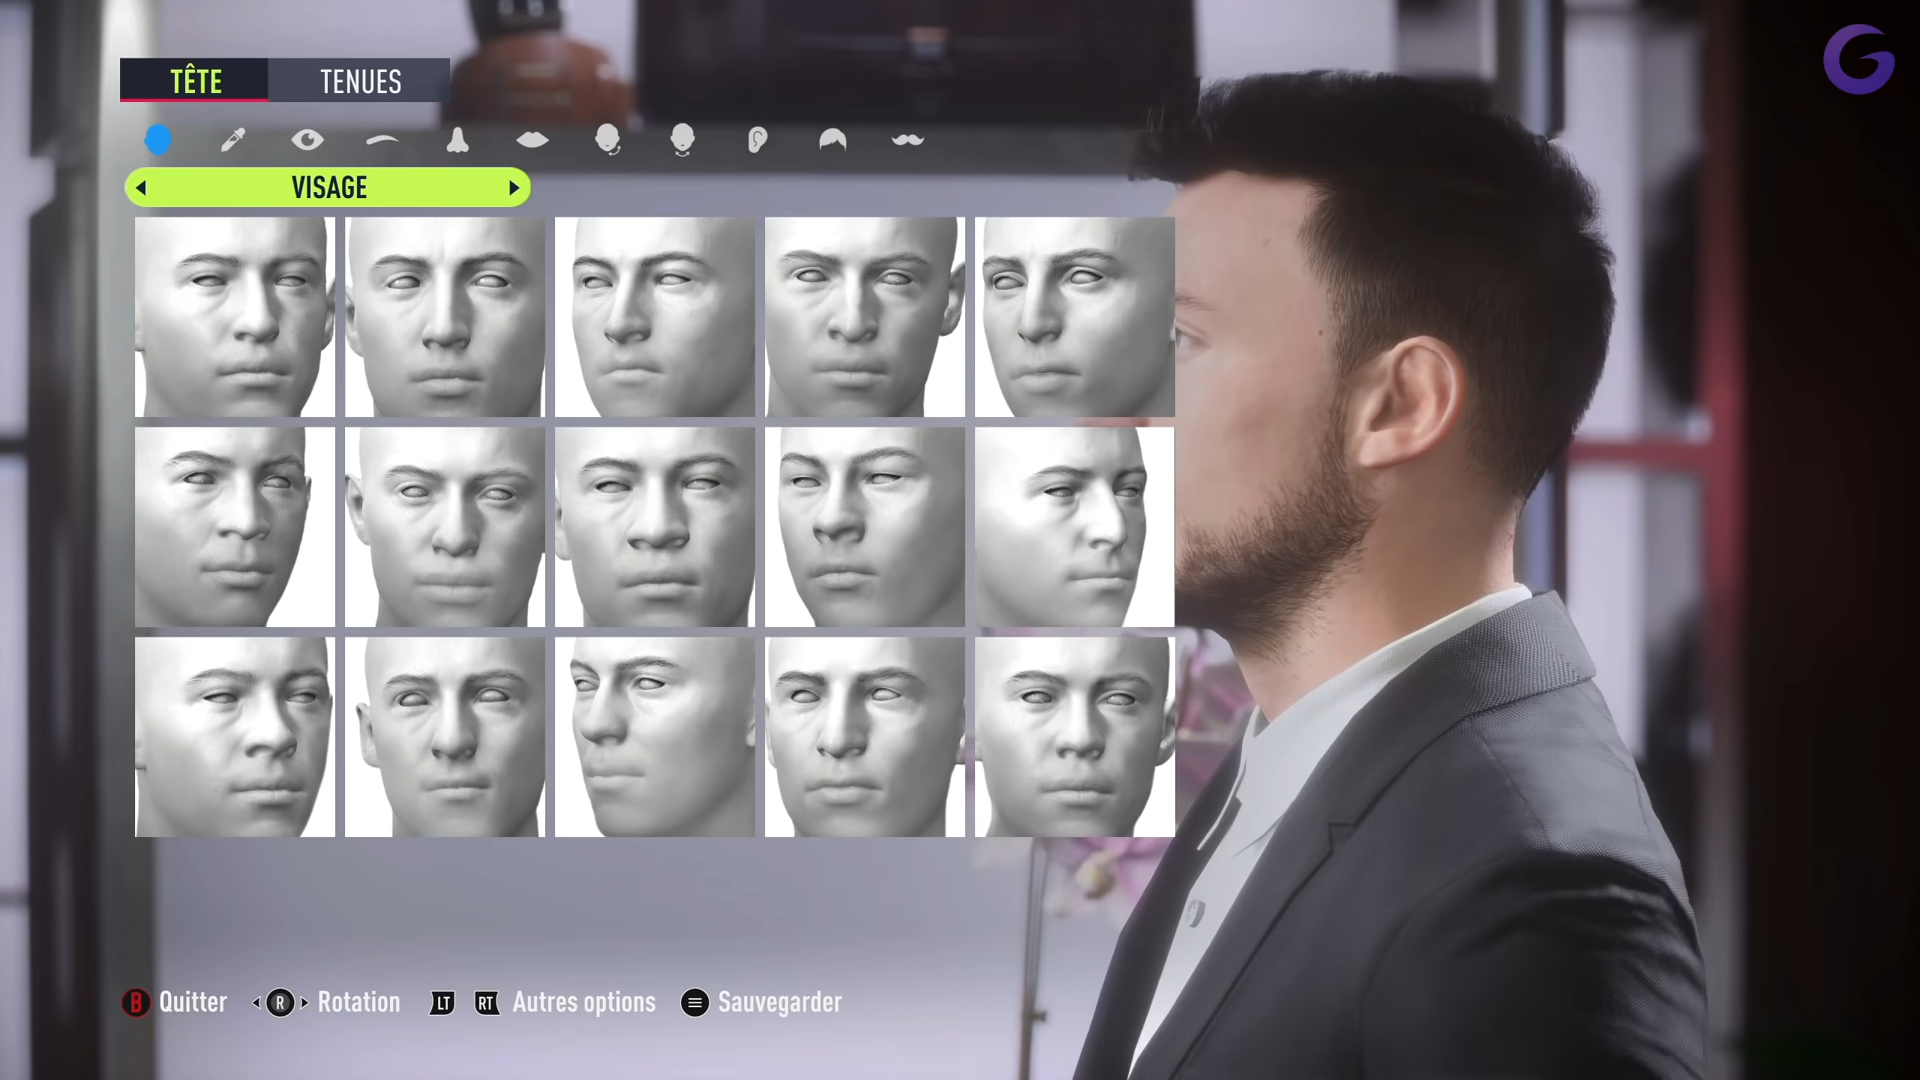 TÊTE TENUES
VISAGE
B Quitter R Rotation LT RT Autres options Sauvegarder